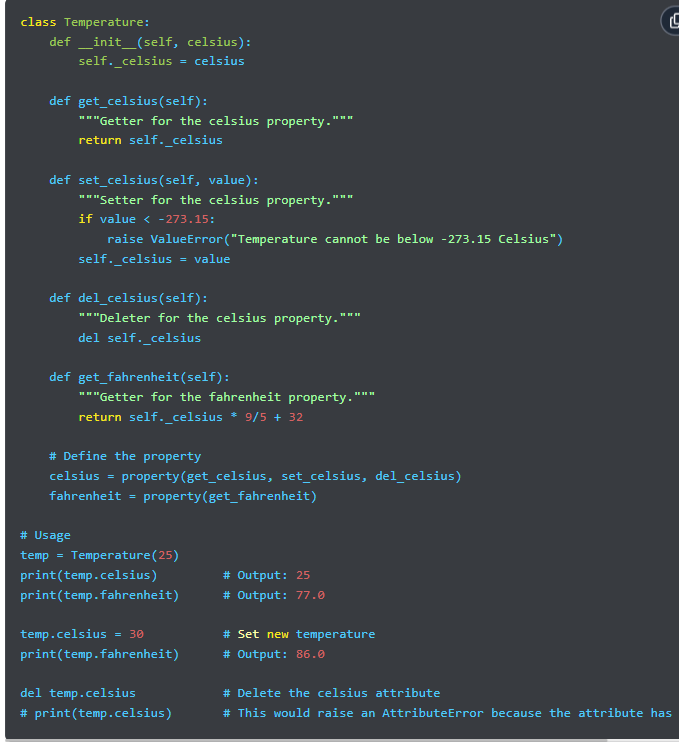 class Temperature:
    def __init__(self, celsius):
        self._celsius = celsius

    def get_celsius(self):
        """Getter for the celsius property."""
        return self._celsius

    def set_celsius(self, value):
        """Setter for the celsius property."""
        if value < -273.15:
            raise ValueError("Temperature cannot be below -273.15 Celsius")
        self._celsius = value

    def del_celsius(self):
        """Deleter for the celsius property."""
        del self._celsius

    def get_fahrenheit(self):
        """Getter for the fahrenheit property."""
        return self._celsius * 9/5 + 32

    # Define the property
    celsius = property(get_celsius, set_celsius, del_celsius)
    fahrenheit = property(get_fahrenheit)

# Usage
temp = Temperature(25)
print(temp.celsius)         # Output: 25
print(temp.fahrenheit)      # Output: 77.0

temp.celsius = 30           # Set new temperature
print(temp.fahrenheit)      # Output: 86.0

del temp.celsius            # Delete the celsius attribute
# print(temp.celsius)       # This would raise an AttributeError because the attribute has